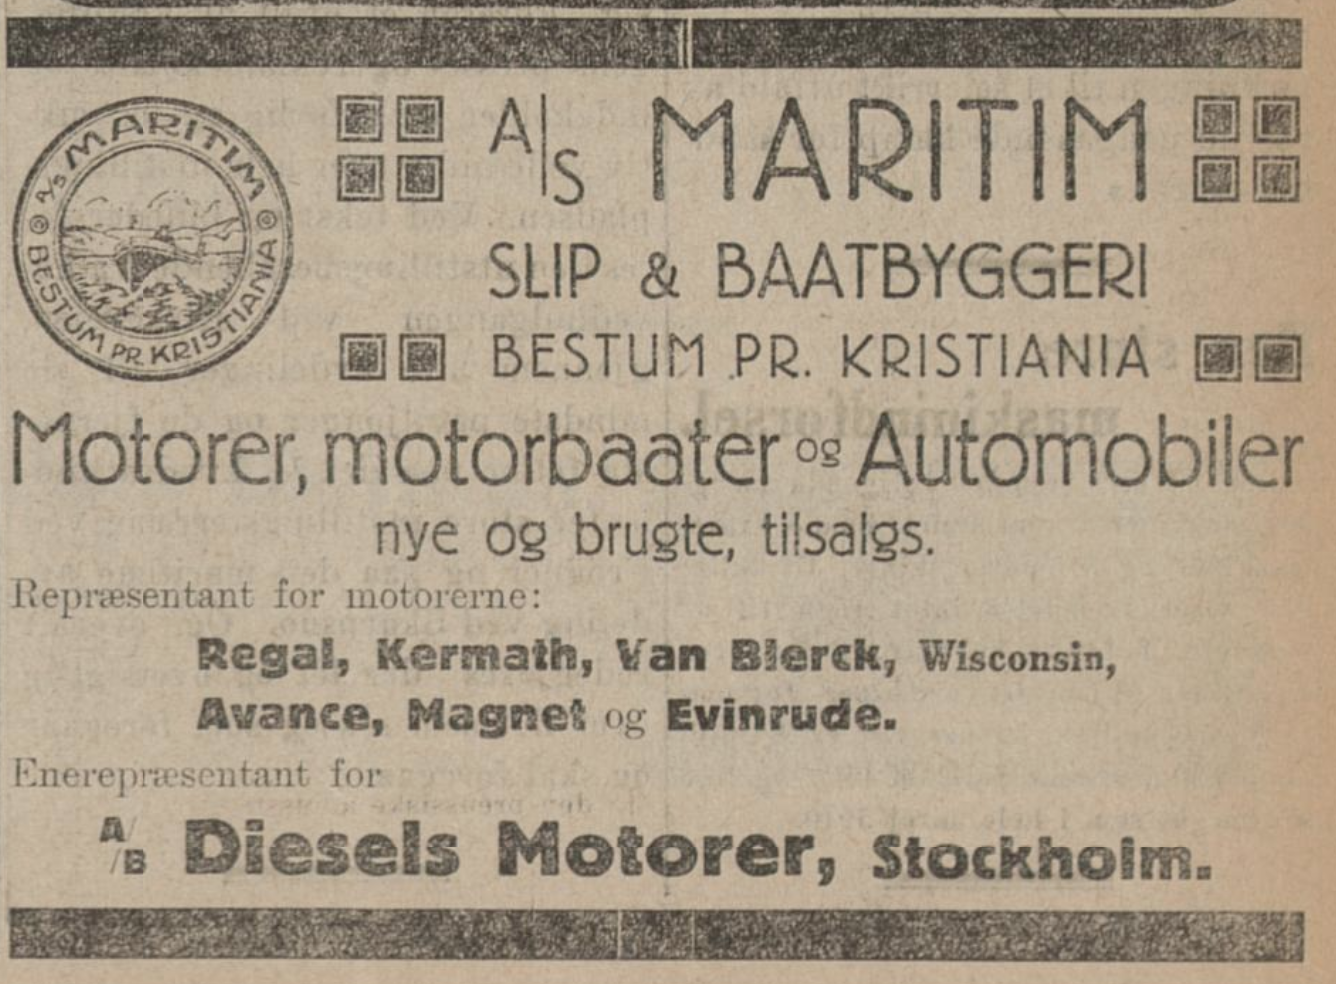 A/S MARITIM
BESTUM PR. KRISTIANIA
A/S MARITIM
SLIP & BAATBYGGERI
BESTUM PR. KRISTIANIA
Motorer, motorbaater og Automobiler
nye og brugte, tilsalgs.
Repræsentant for motorerne:
Regal, Kermath, Van Blerck, Wisconsin,
Avance, Magnet og Evinrude.
Enerepræsentant for
A/B Diesels Motorer, Stockholm.